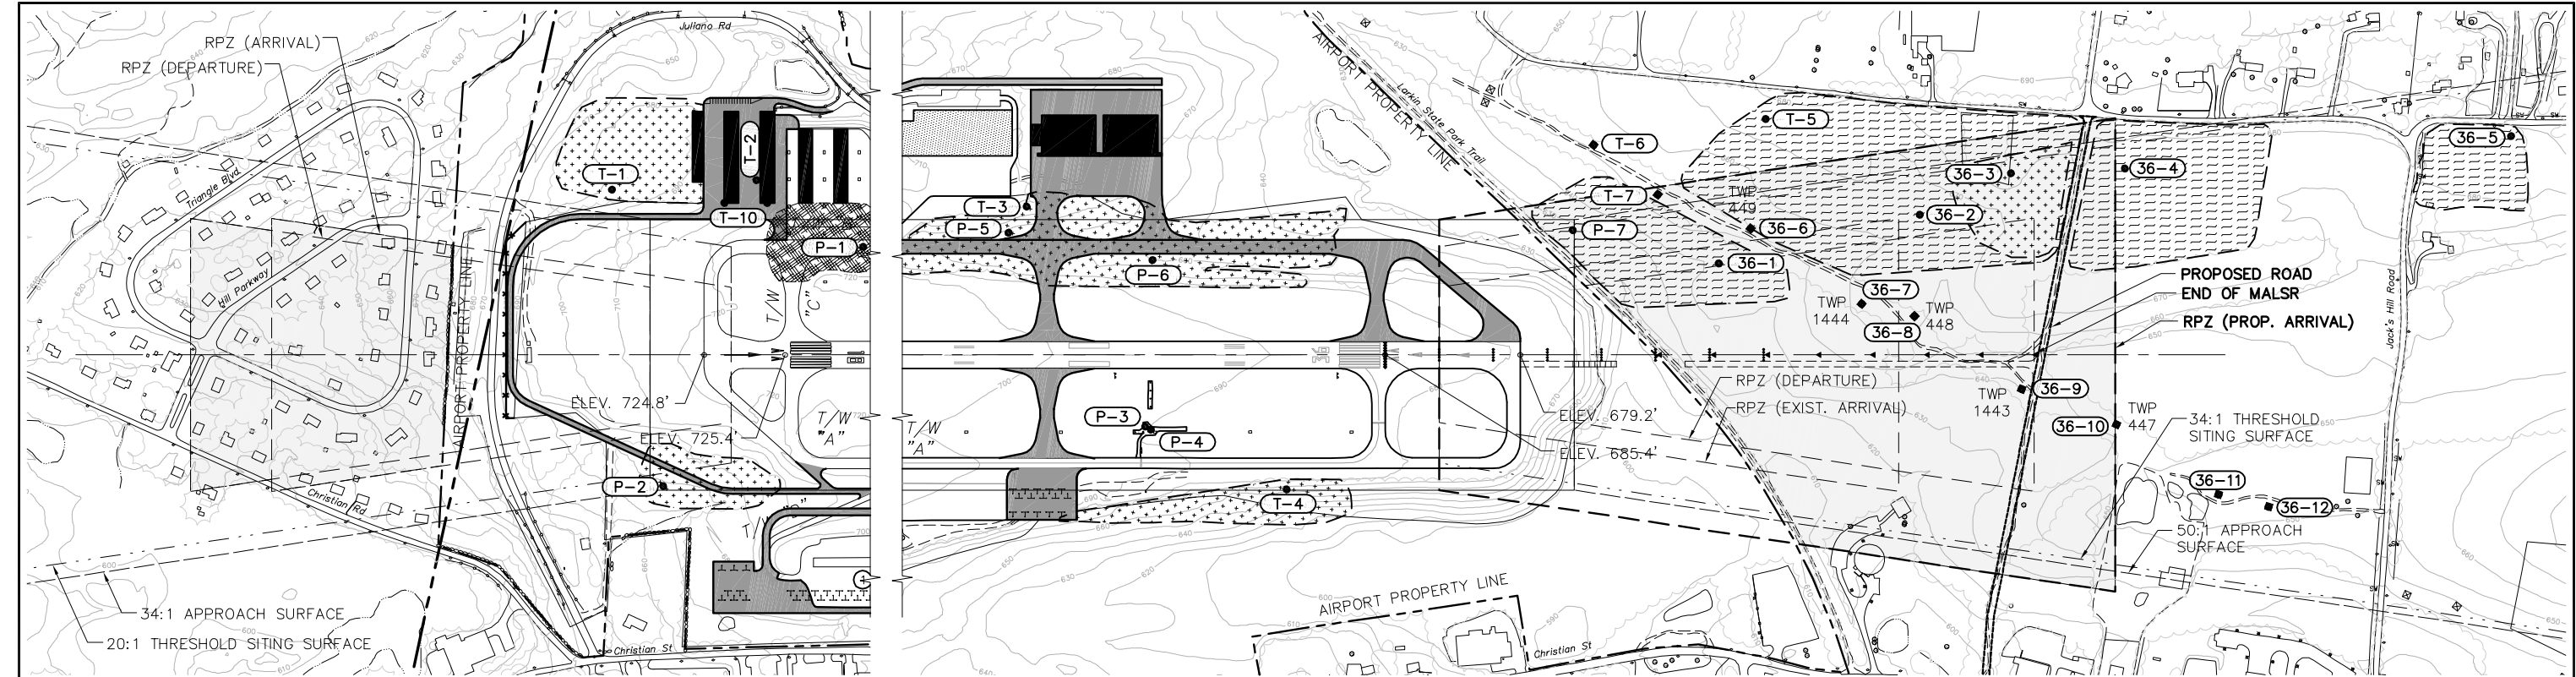 RPZ (ARRIVAL)
RPZ (DEPARTURE)
Juliano Rd
Triangle Blvd.
Hill Parkway
AIRPORT PROPERTY LINE
Christian Rd
34:1 APPROACH SURFACE
20:1 THRESHOLD SITING SURFACE
T-1
T-2
T-10
P-1
T/W
"C"
ELEV. 724.8'
ELEV. 725.4'
T/W
"A"
P-2
Christian St
1
T-3
P-5
P-6
T/W
"A"
P-3
P-4
T-4
AIRPORT PROPERTY LINE
Larkin State Park Trail
T-5
T-6
T-7
TWP
449
P-7
36-1
36-2
36-3
36-4
36-5
36-6
36-7
TWP
1444
TWP
448
36-8
PROPOSED ROAD
END OF MALSR
RPZ (PROP. ARRIVAL)
Jack's Hill Road
RPZ (DEPARTURE)
RPZ (EXIST. ARRIVAL)
ELEV. 679.2'
ELEV. 685.4'
TWP
1443
36-9
36-10
TWP
447
34:1 THRESHOLD
SITING SURFACE
36-11
36-12
50:1 APPROACH
SURFACE
AIRPORT PROPERTY LINE
Christian St